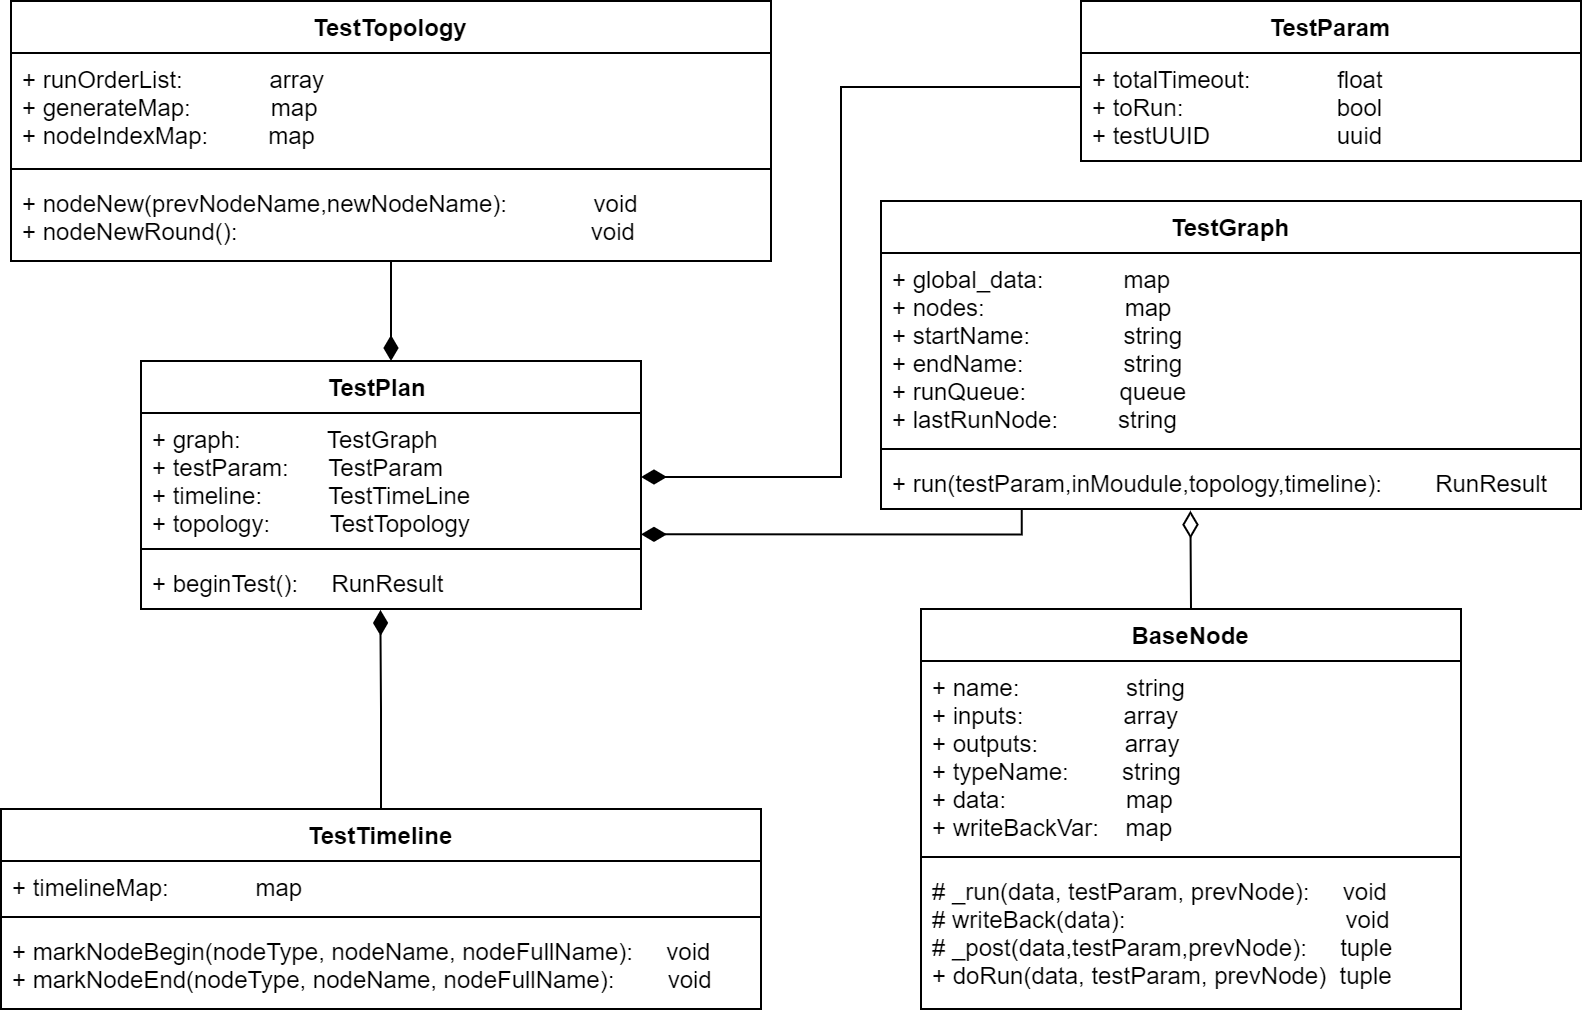 TestTopology
+ runOrderList: array
+ generateMap: map
+ nodeIndexMap: map
+ nodeNew(prevNodeName,newNodeName): void
+ nodeNewRound(): void
TestParam
+ totalTimeout: float
+ toRun: bool
+ testUUID uuid
TestGraph
+ global_data: map
+ nodes: map
+ startName: string
+ endName: string
+ runQueue: queue
+ lastRunNode: string
+ run(testParam,inMoudule,topology,timeline): RunResult
TestPlan
+ graph: TestGraph
+ testParam: TestParam
+ timeline: TestTimeLine
+ topology: TestTopology
+ beginTest(): RunResult
BaseNode
+ name: string
+ inputs: array
+ outputs: array
+ typeName: string
+ data: map
+ writeBackVar: map
# _run(data, testParam, prevNode): void
# writeBack(data): void
# _post(data,testParam,prevNode): tuple
+ doRun(data, testParam, prevNode) tuple
TestTimeline
+ timelineMap: map
+ markNodeBegin(nodeType, nodeName, nodeFullName): void
+ markNodeEnd(nodeType, nodeName, nodeFullName): void